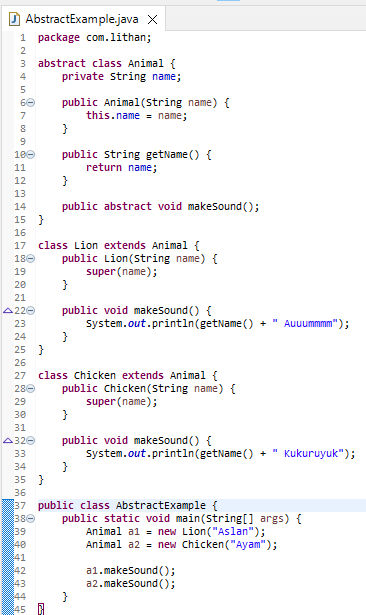 AbstractExample.java
1 package com.lithan;
2
3 abstract class Animal {
4 private String name;
5
6 public Animal(String name) {
7 this.name = name;
8 }
9
10 public String getName() {
11 return name;
12 }
13
14 public abstract void makeSound();
15 }
16
17 class Lion extends Animal {
18 public Lion(String name) {
19 super(name);
20 }
21
22 public void makeSound() {
23 System.out.println(getName() + " Auuummmm");
24 }
25 }
26
27 class Chicken extends Animal {
28 public Chicken(String name) {
29 super(name);
30 }
31
32 public void makeSound() {
33 System.out.println(getName() + " Kukuruyuk");
34 }
35 }
36
37 public class AbstractExample {
38 public static void main(String[] args) {
39 Animal a1 = new Lion("Aslan");
40 Animal a2 = new Chicken("Ayam");
41
42 a1.makeSound();
43 a2.makeSound();
44 }
45 }